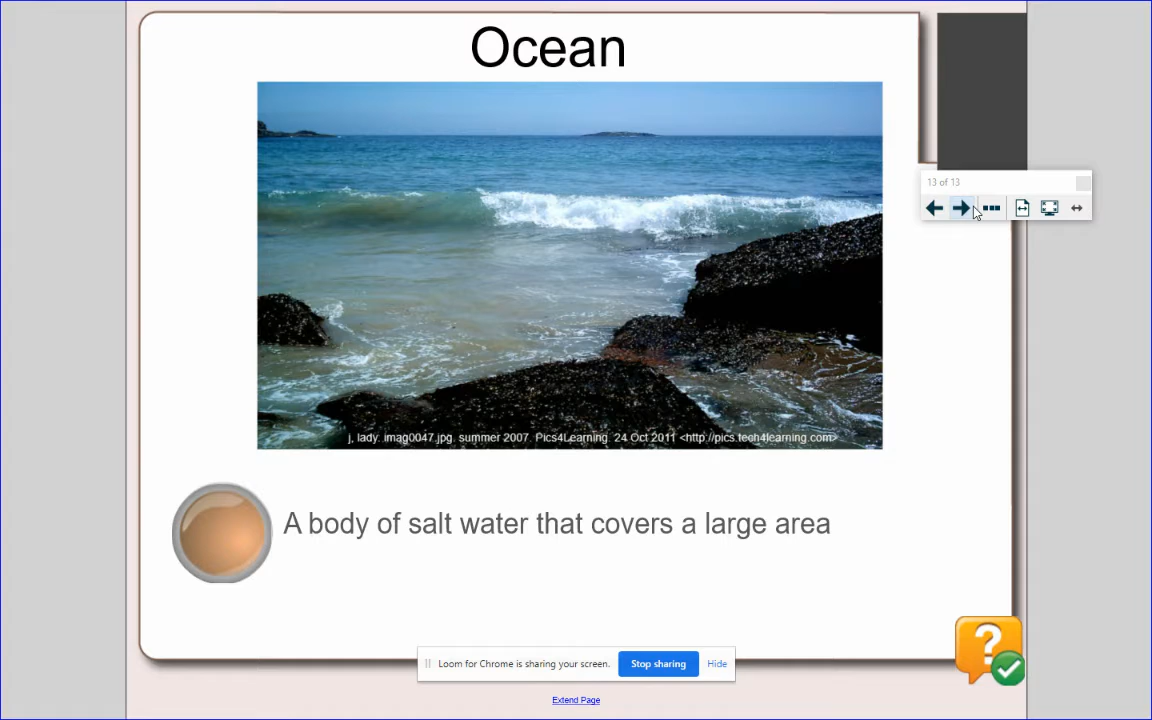 Ocean
13 of 13
j, lady. imag0047.jpg. summer 2007. Pics4Learning. 24 Oct 2011 <http://pics.tech4learning.com>
A body of salt water that covers a large area
?
Loom for Chrome is sharing your screen. Stop sharing Hide
Extend Page